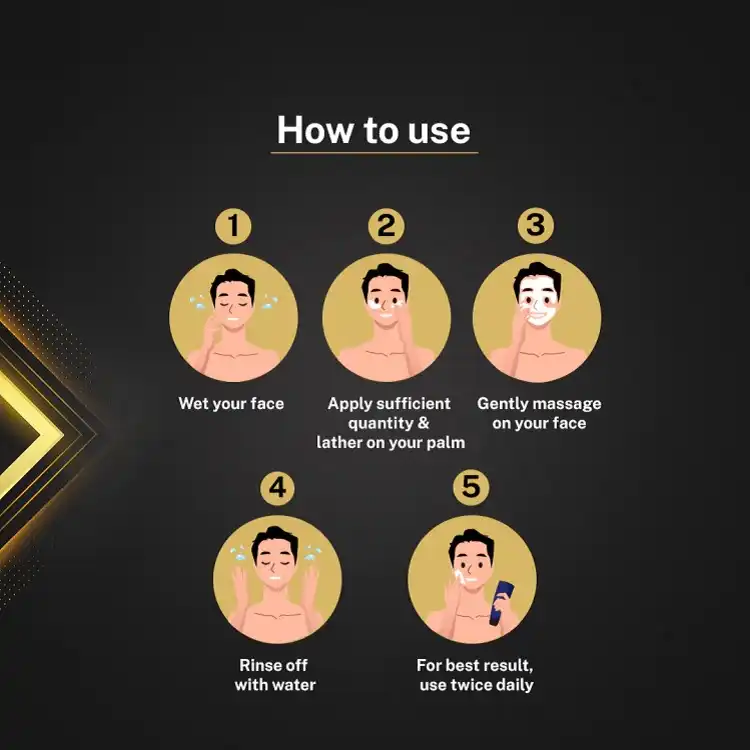 How to use
1
2
3
Wet your face
Apply sufficient
quantity &
lather on your palm
Gently massage
on your face
4
5
Rinse off
with water
For best result,
use twice daily